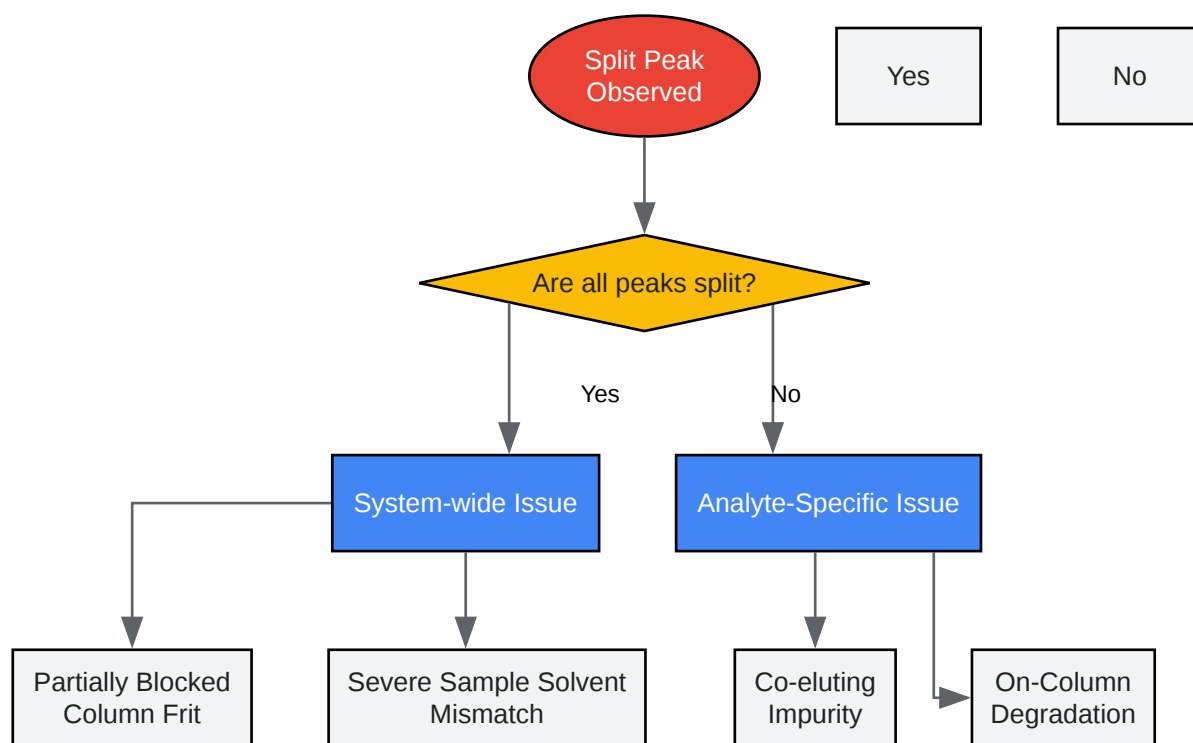 Split Peak
Observed
Yes
No
Are all peaks split?
Yes
No
System-wide Issue
Analyte-Specific Issue
Partially Blocked
Column Frit
Severe Sample Solvent
Mismatch
Co-eluting
Impurity
On-Column
Degradation